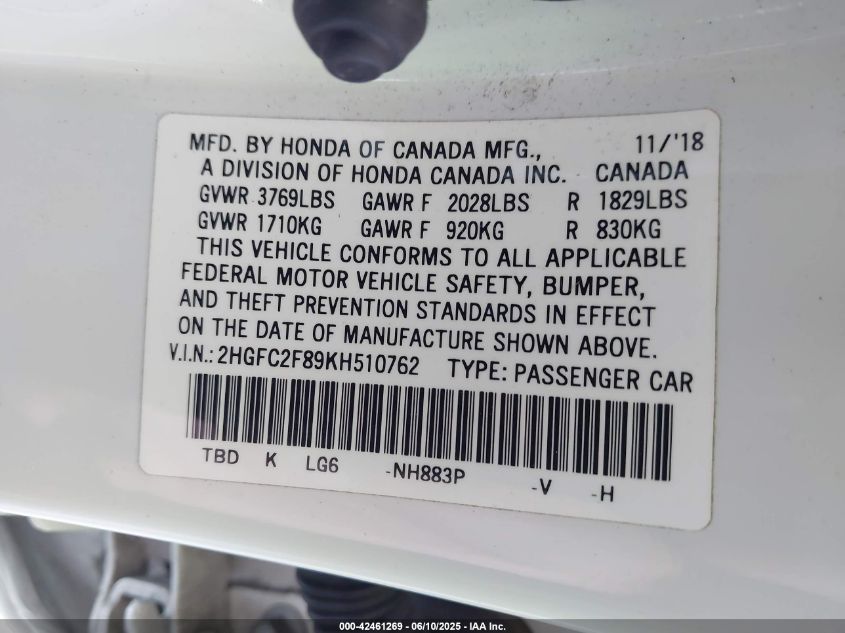 MFD. BY HONDA OF CANADA MFG., 11/'18
A DIVISION OF HONDA CANADA INC. CANADA
GVWR 3769LBS GAWR F 2028LBS R 1829LBS
GVWR 1710KG GAWR F 920KG R 830KG
THIS VEHICLE CONFORMS TO ALL APPLICABLE
FEDERAL MOTOR VEHICLE SAFETY, BUMPER,
AND THEFT PREVENTION STANDARDS IN EFFECT
ON THE DATE OF MANUFACTURE SHOWN ABOVE.
V.I.N.: 2HGFC2F89KH510762 TYPE: PASSENGER CAR
TBD K LG6 -NH883P -V -H
000-42461269 - 06/10/2025 - IAA Inc.